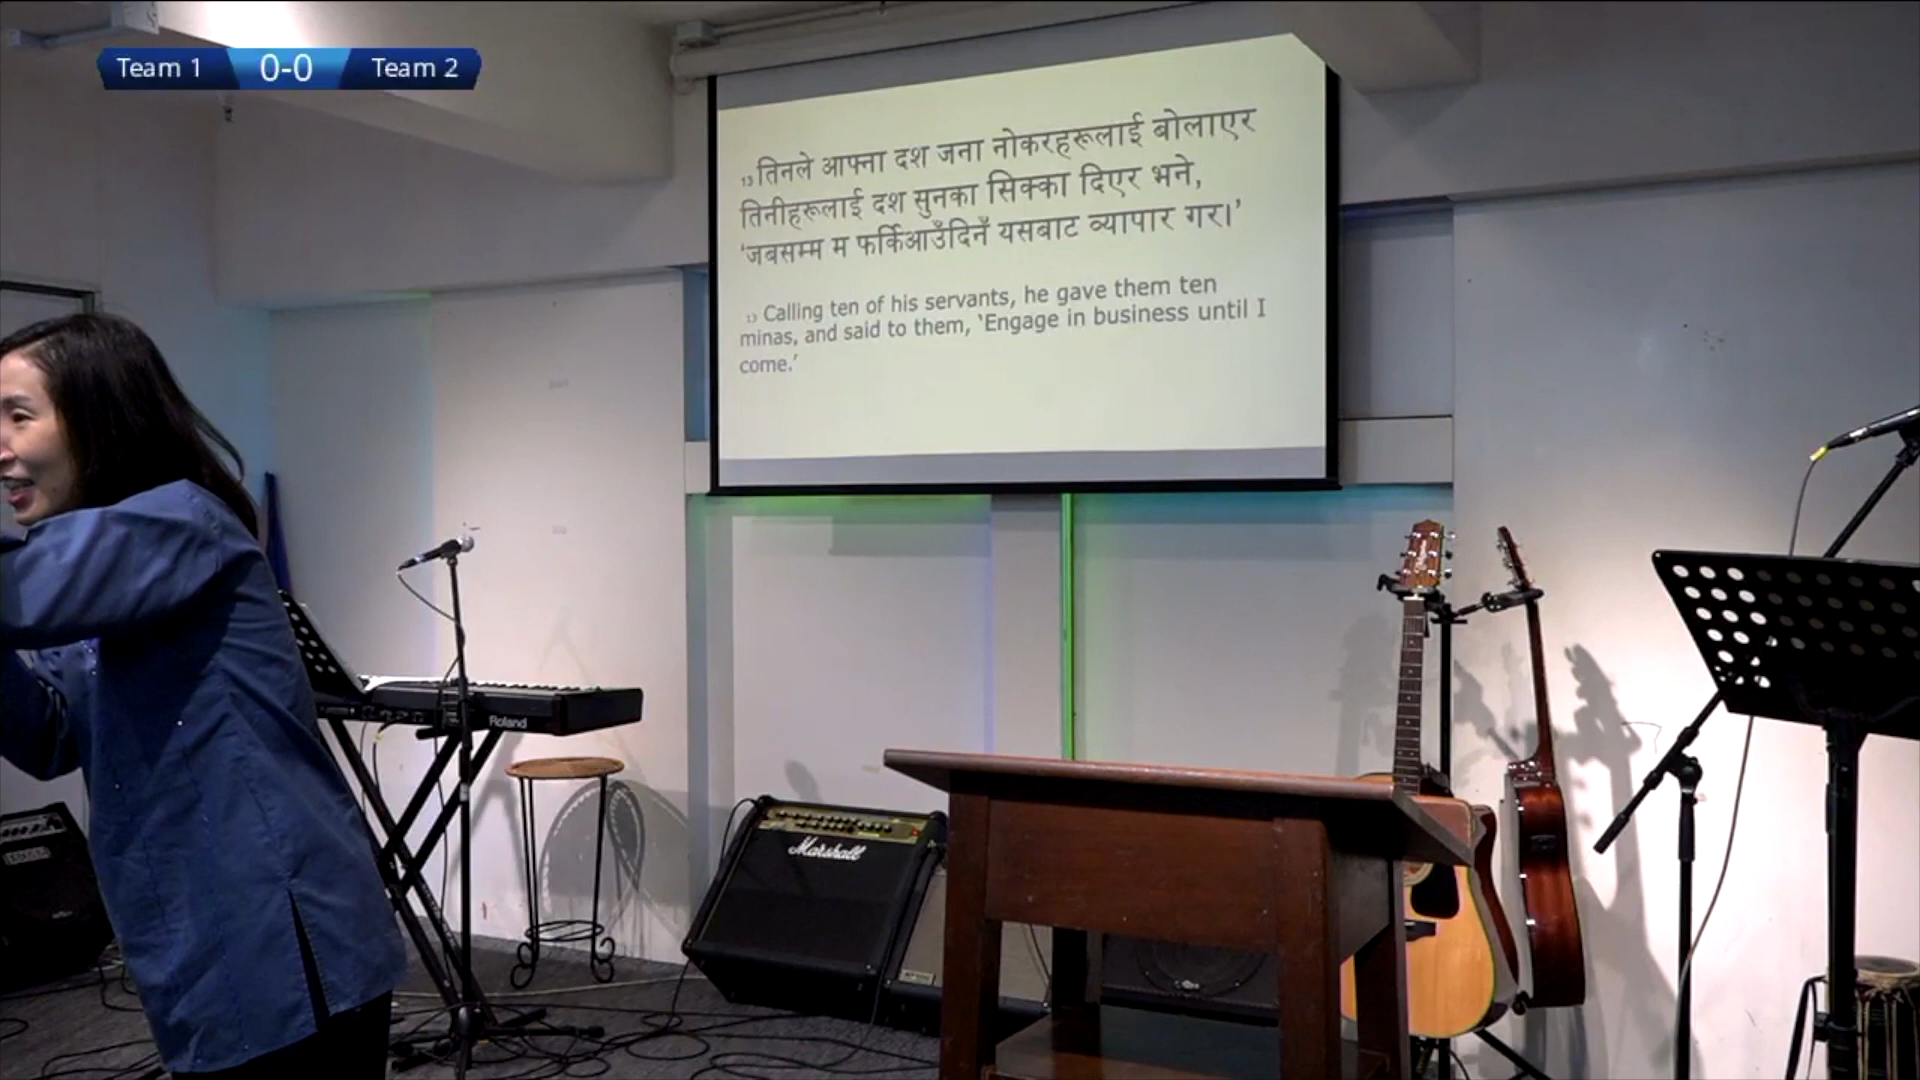 Team 1 0-0 Team 2
13 तिनले आफ्ना दश जना नोकरहरूलाई बोलाएर
तिनीहरूलाई दश सुनका सिक्का दिएर भने,
‘जबसम्म म फर्किआउँदिनँ यसबाट व्यापार गर।’
13 Calling ten of his servants, he gave them ten
minas, and said to them, ‘Engage in business until I
come.’
Roland
Marshall